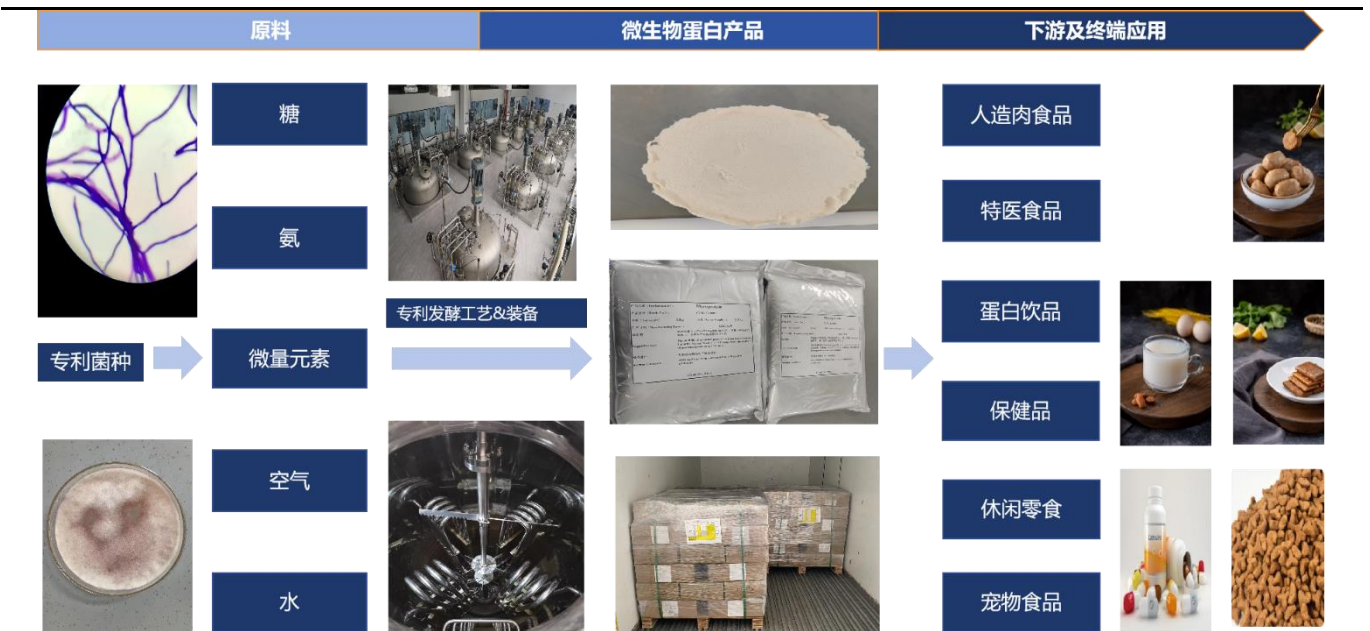 原料
微生物蛋白产品
下游及终端应用
专利菌种
糖
氨
微量元素
空气
水
专利发酵工艺&装备
人造肉食品
特医食品
蛋白饮品
保健品
休闲零食
宠物食品